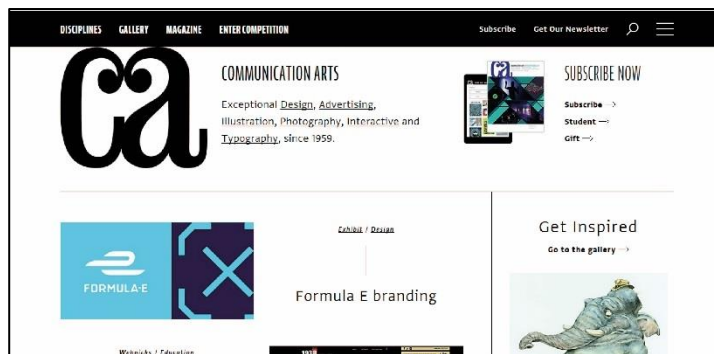 DISCIPLINES GALLERY MAGAZINE ENTER COMPETITION Subscribe Get Our Newsletter
ca
COMMUNICATION ARTS
Exceptional Design, Advertising,
Illustration, Photography, Interactive and
Typography, since 1959.
SUBSCRIBE NOW
Subscribe →
Student →
Gift →
FORMULA-E
Exhibit / Design
Formula E branding
Get Inspired
Go to the gallery →
Webpicks / Education